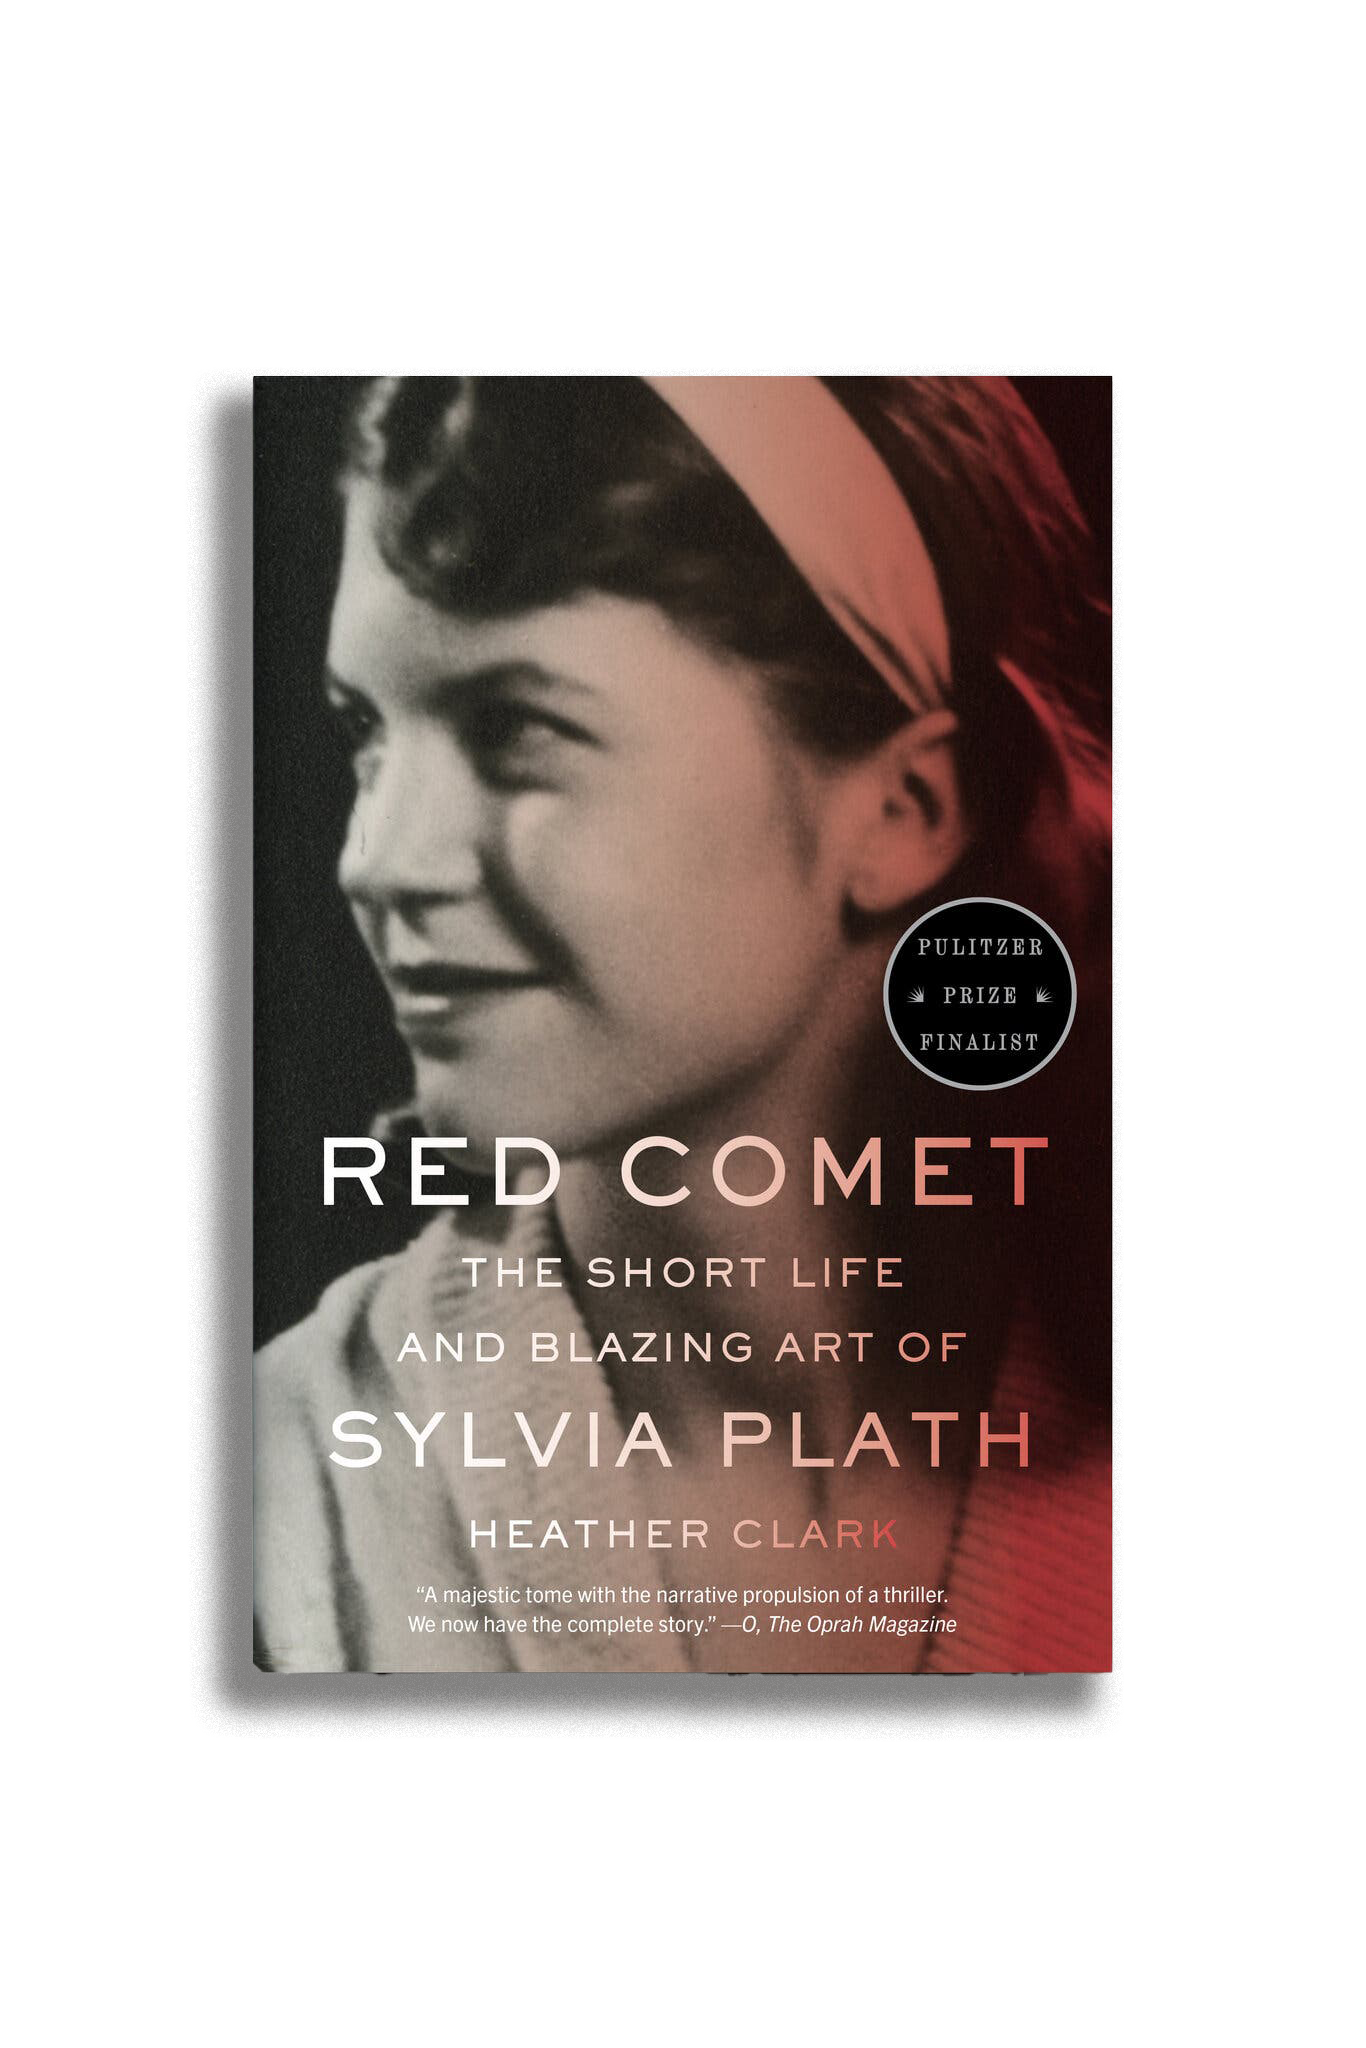 PULITZER
PRIZE
FINALIST
RED COMET
THE SHORT LIFE
AND BLAZING ART OF
SYLVIA PLATH
HEATHER CLARK
“A majestic tome with the narrative propulsion of a thriller.
We now have the complete story.” —O, The Oprah Magazine